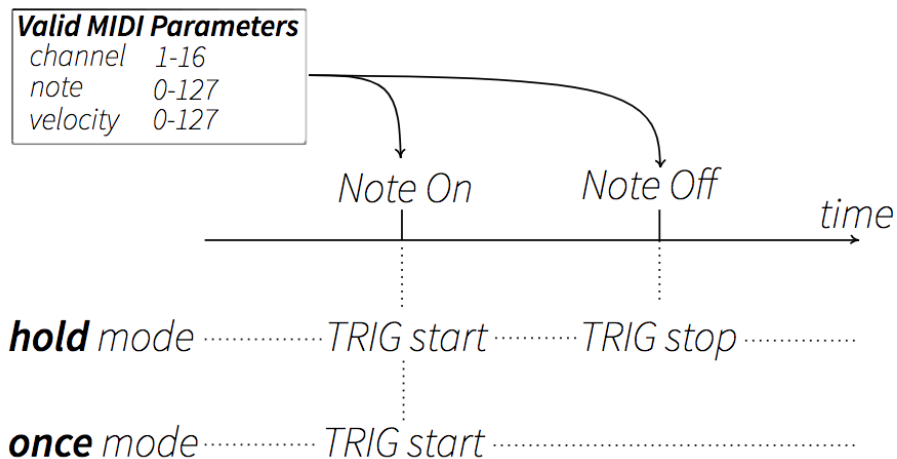 Valid MIDI Parameters
channel 1-16
note 0-127
velocity 0-127
Note On
Note Off
time
hold mode TRIG start TRIG stop
once mode TRIG start